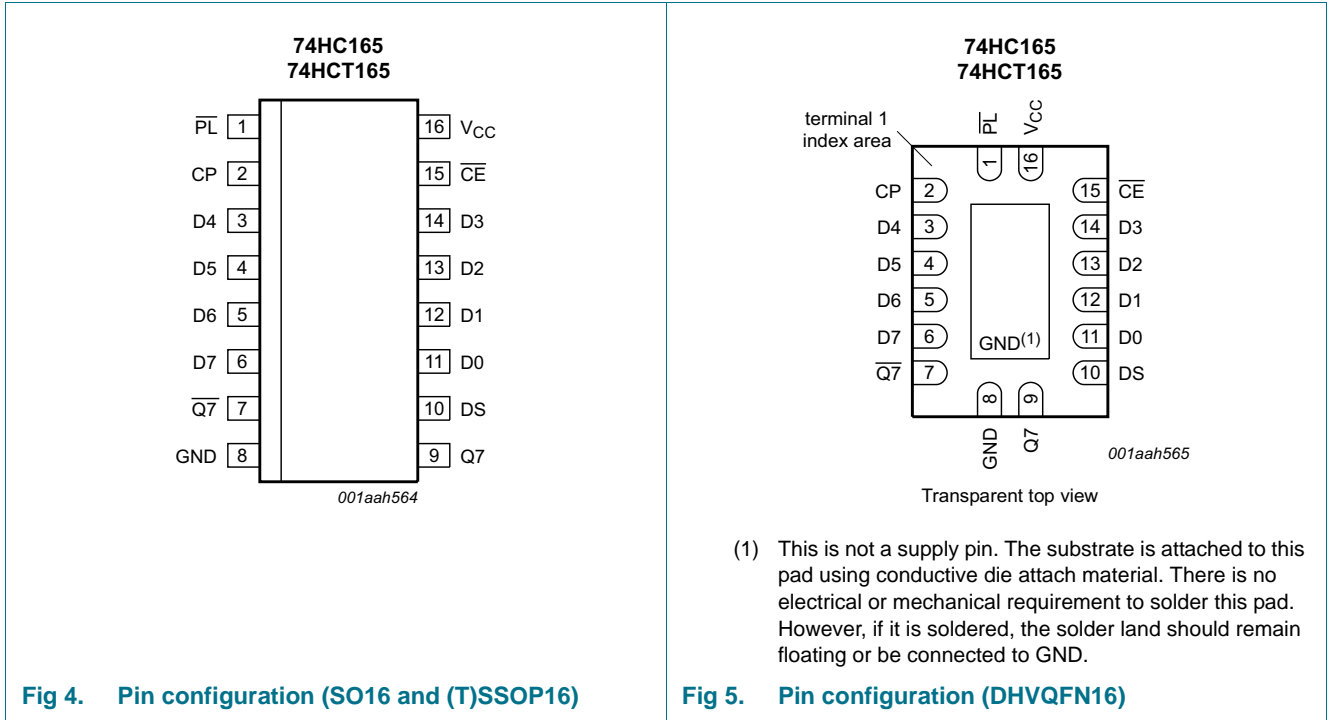 74HC165
74HCT165
P̅L̅ 1
16 VCC
CP 2
15 C̅E̅
D4 3
14 D3
D5 4
13 D2
D6 5
12 D1
D7 6
11 D0
Q̅7̅ 7
10 DS
GND 8
9 Q7
001aah564
Fig 4. Pin configuration (SO16 and (T)SSOP16)
74HC165
74HCT165
terminal 1
index area
P̅L̅
VCC
1
16
CP 2
15 C̅E̅
D4 3
14 D3
D5 4
13 D2
D6 5
12 D1
D7 6
GND(1)
11 D0
Q̅7̅ 7
10 DS
8
9
GND
Q7
001aah565
Transparent top view
(1) This is not a supply pin. The substrate is attached to this
pad using conductive die attach material. There is no
electrical or mechanical requirement to solder this pad.
However, if it is soldered, the solder land should remain
floating or be connected to GND.
Fig 5. Pin configuration (DHVQFN16)